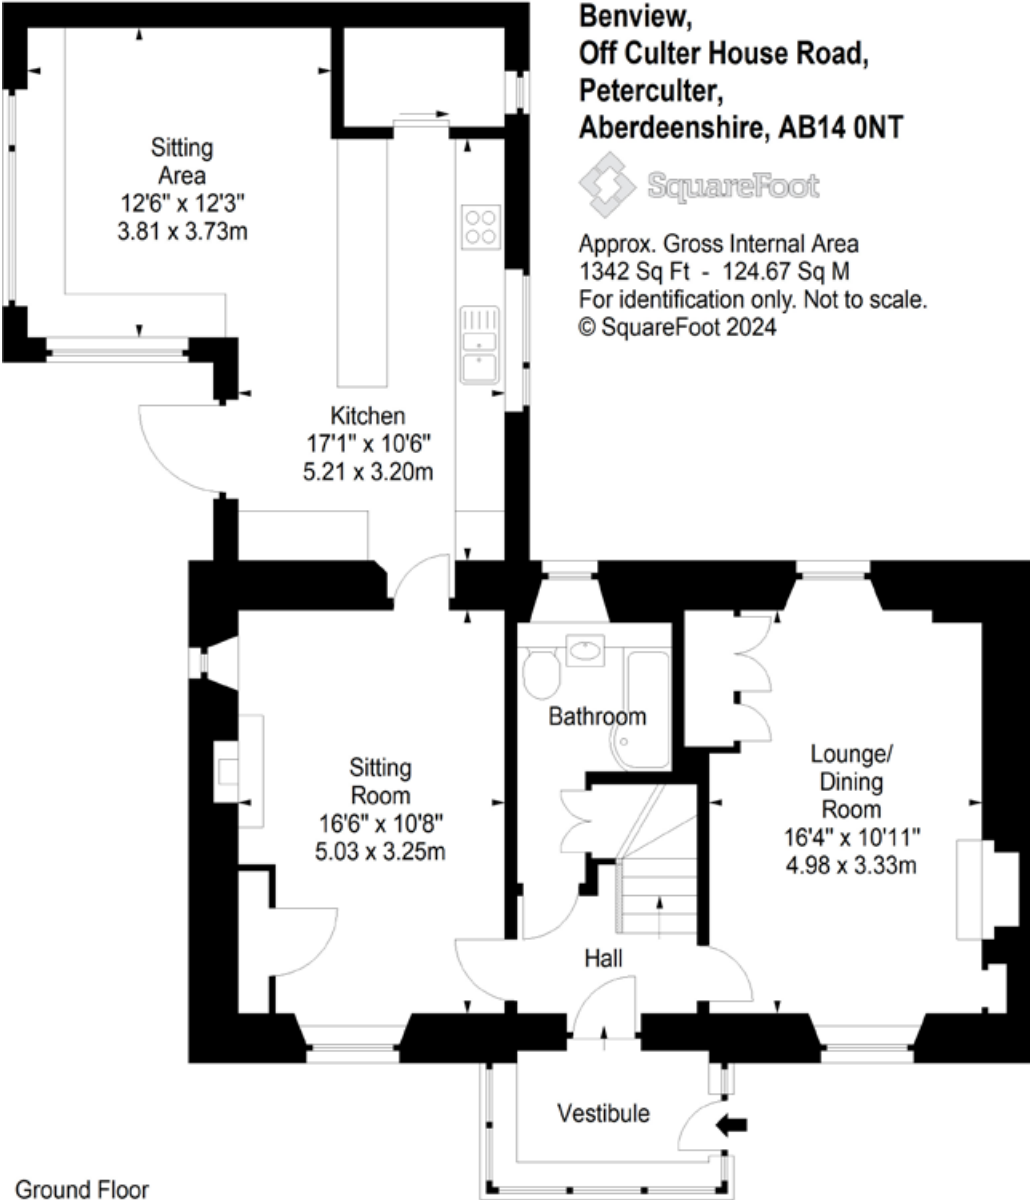 Benview,
Off Culter House Road,
Peterculter,
Aberdeenshire, AB14 0NT
SquareFoot
Approx. Gross Internal Area
1342 Sq Ft - 124.67 Sq M
For identification only. Not to scale.
© SquareFoot 2024
Sitting
Area
12'6" x 12'3"
3.81 x 3.73m
Kitchen
17'1" x 10'6"
5.21 x 3.20m
Bathroom
Sitting
Room
16'6" x 10'8"
5.03 x 3.25m
Lounge/
Dining
Room
16'4" x 10'11"
4.98 x 3.33m
Hall
Vestibule
Ground Floor